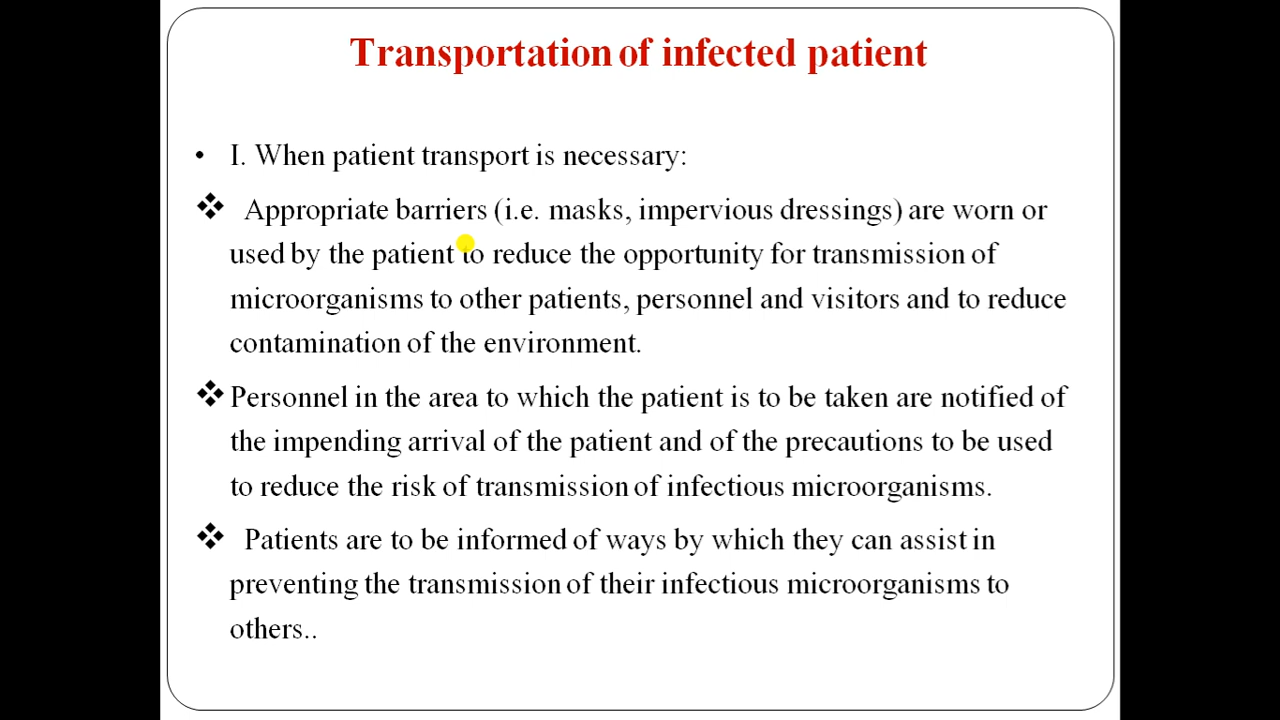 Transportation of infected patient
• I. When patient transport is necessary:
❖ Appropriate barriers (i.e. masks, impervious dressings) are worn or
used by the patient to reduce the opportunity for transmission of
microorganisms to other patients, personnel and visitors and to reduce
contamination of the environment.
❖ Personnel in the area to which the patient is to be taken are notified of
the impending arrival of the patient and of the precautions to be used
to reduce the risk of transmission of infectious microorganisms.
❖ Patients are to be informed of ways by which they can assist in
preventing the transmission of their infectious microorganisms to
others..